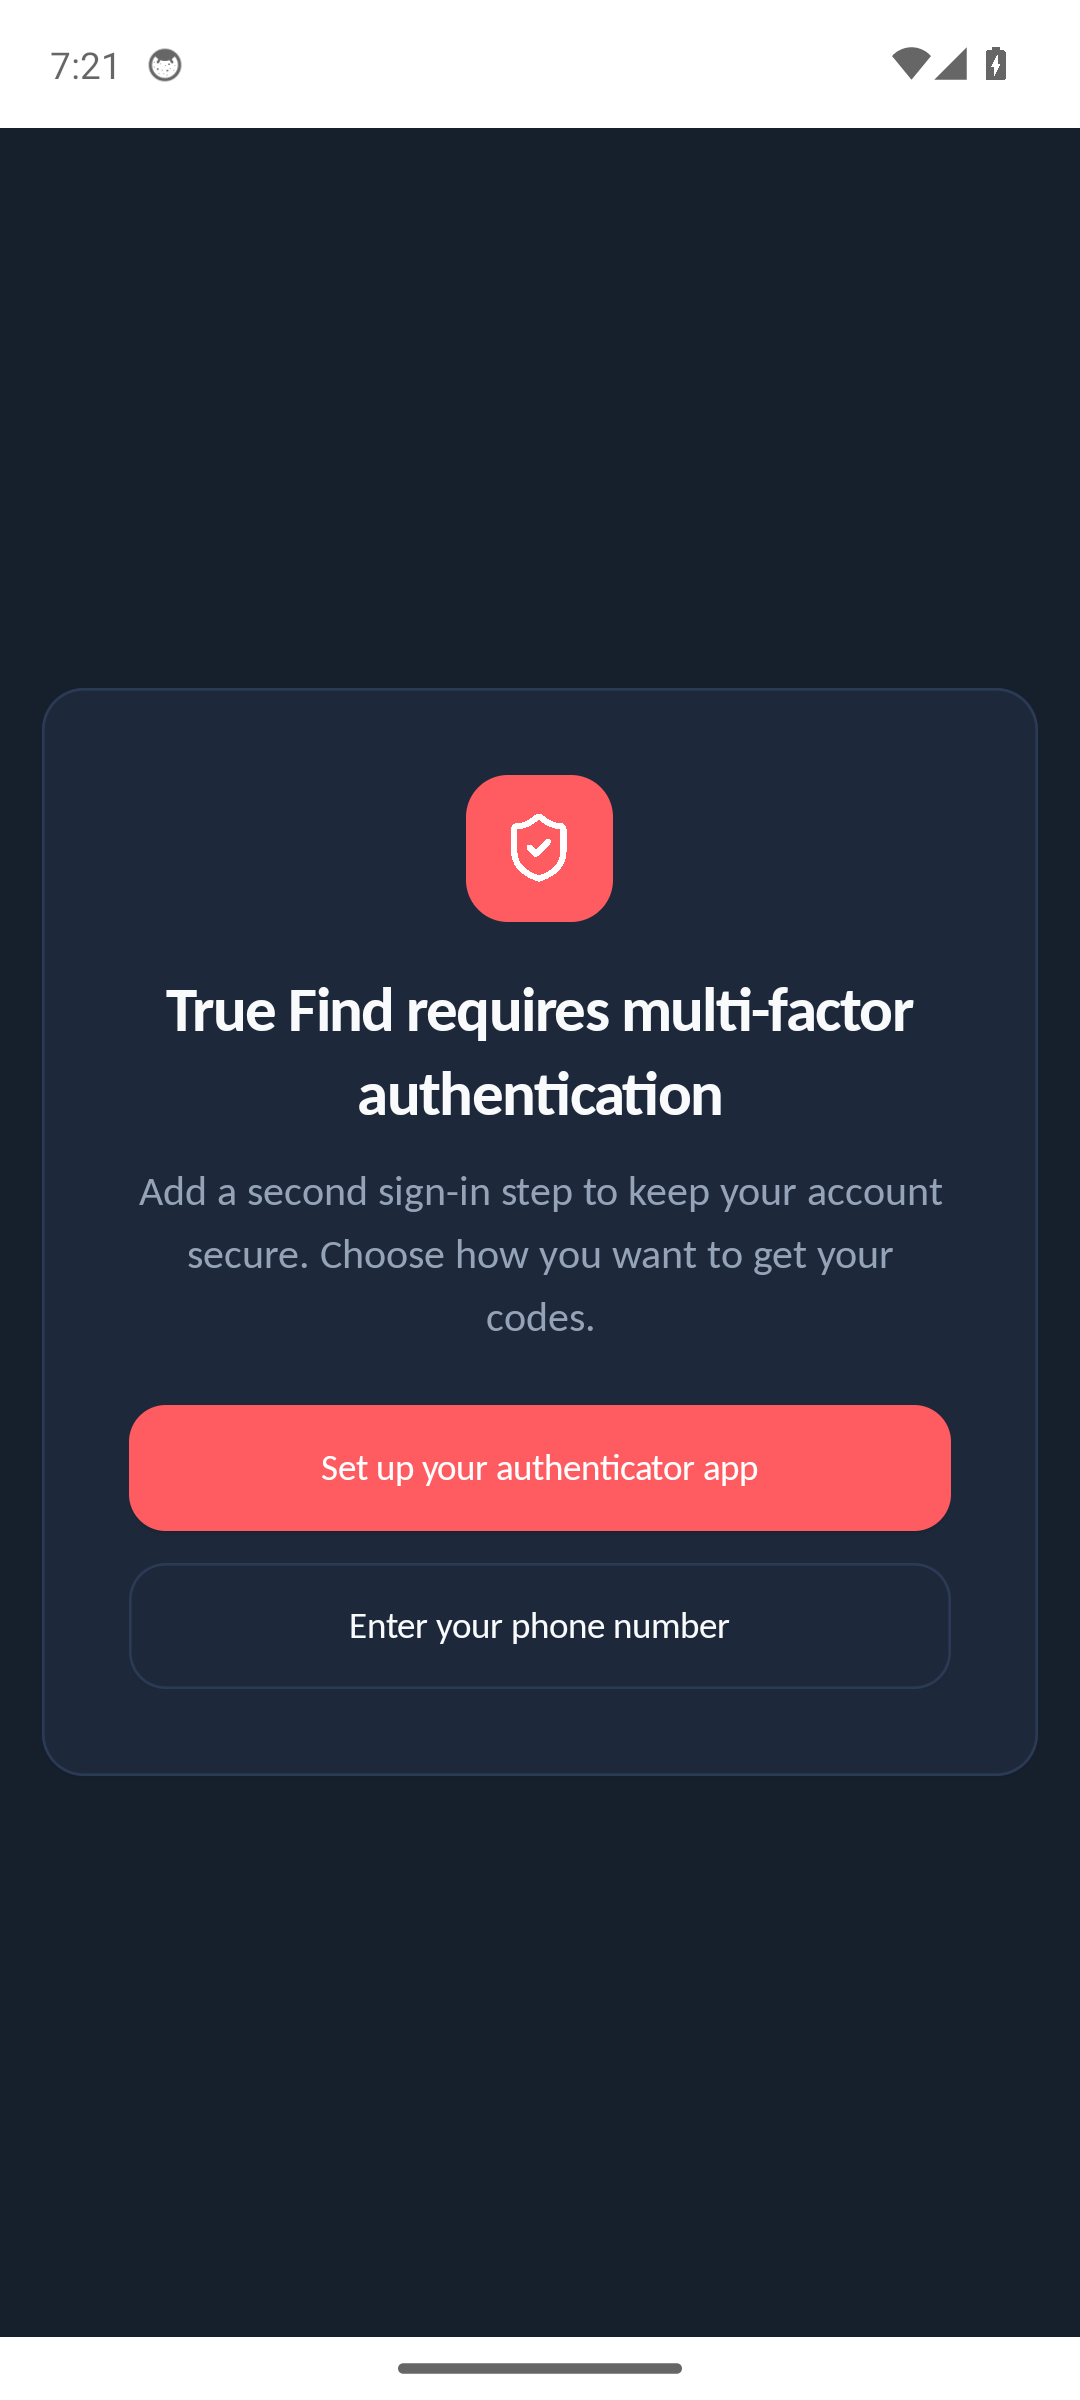 7:21
True Find requires multi-factor
authentication
Add a second sign-in step to keep your account
secure. Choose how you want to get your
codes.
Set up your authenticator app
Enter your phone number